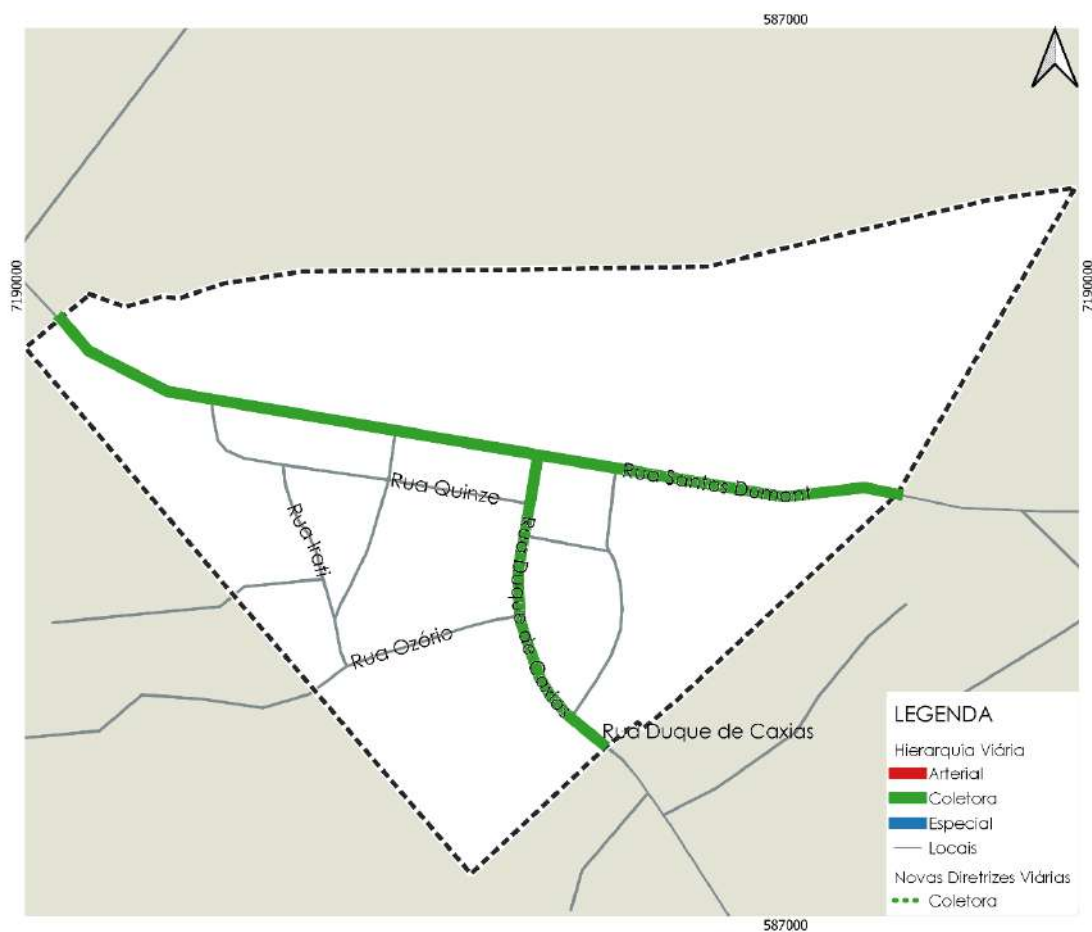 587000
7190000
7190000
Rua Santos Dumont
Rua Quinze
Rua Irati
Rua Duque de Caxias
Rua Ozório
Rua Duque de Caxias
LEGENDA
Hierarquia Viária
Arterial
Coletora
Especial
Locais
Novas Diretrizes Viárias
Coletora
587000